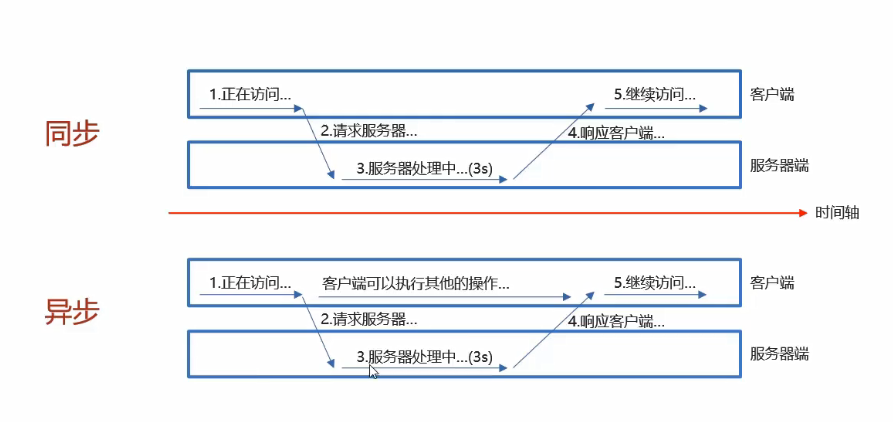 1.正在访问...
5.继续访问...
客户端
同步
2.请求服务器...
4.响应客户端...
3.服务器处理中...(3s)
服务器端
时间轴
1.正在访问...
客户端可以执行其他的操作...
5.继续访问...
客户端
异步
2.请求服务器...
4.响应客户端...
3.服务器处理中...(3s)
服务器端